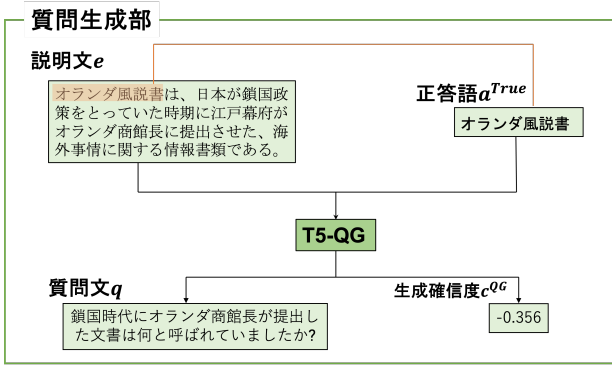 質問生成部
説明文e
オランダ風説書は、日本が鎖国政
策をとっていた時期に江戸幕府が
オランダ商館長に提出させた、海
外事情に関する情報書類である。
正答語a^True
オランダ風説書
T5-QG
質問文q
鎖国時代にオランダ商館長が提出し
た文書は何と呼ばれていましたか?
生成確信度c^QG
-0.356